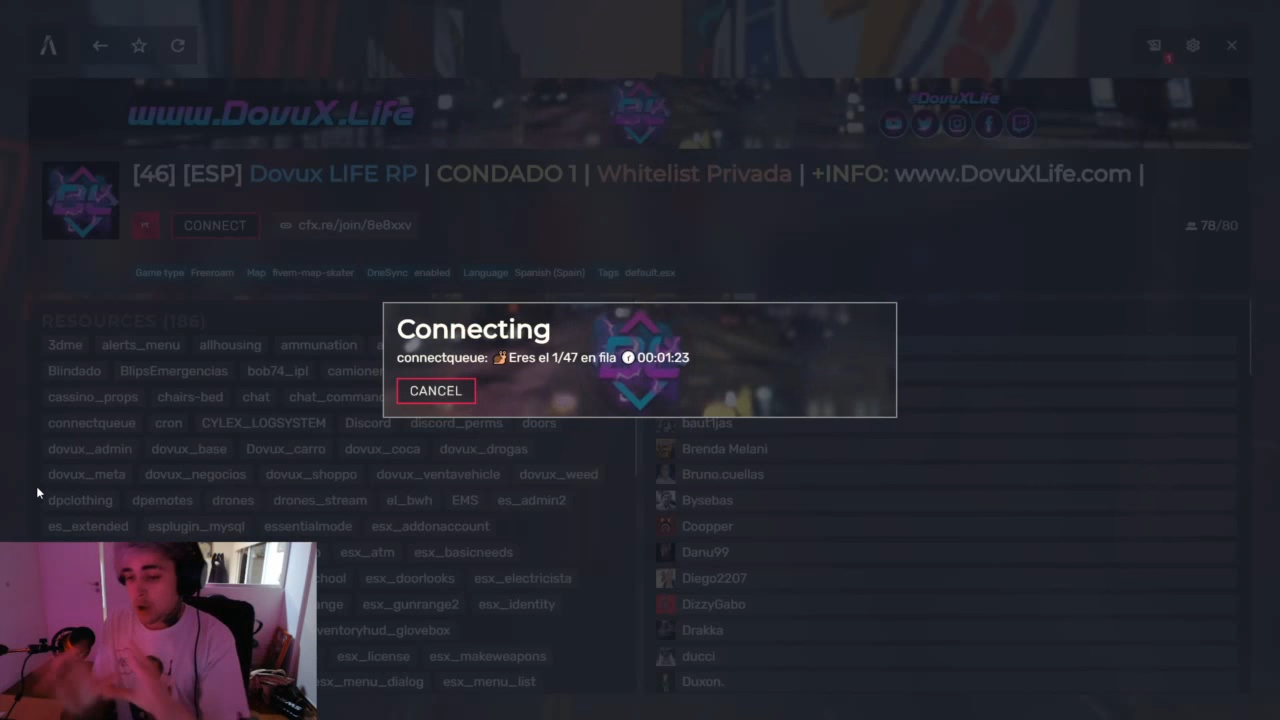 1
www.DovuX.Life
@DovuXLife
[46] [ESP] Dovux LIFE RP | CONDADO 1 | Whitelist Privada | +INFO: www.DovuXLife.com |
CONNECT
cfx.re/join/8e8xxv
78/80
Game type Freeroam Map fivem-map-skater OneSync enabled Language Spanish (Spain) Tags default,esx
RESOURCES (186)
3dme alerts_menu allhousing ammunation
Blindado BlipsEmergencias bob74_ipl
cassino_props chairs-bed chat
connectqueue cron CYLEX_LOGSYSTEM Discord discord_perms doors
dovux_admin dovux_base Dovux_carro dovux_coca dovux_drogas
dovux_meta dovux_negocios dovux_shoppo dovux_ventavehicle dovux_weed
dpclothing dpemotes drones drones_stream el_bwh EMS es_admin2
es_extended esplugin_mysql essentialmode esx_addonaccount
esx_atm esx_basicneeds
esx_doorlooks esx_electricista
esx_gunrange2 esx_identity
esx_license esx_makeweapons
esx_menu_list
Connecting
connectqueue: 🐌Eres el 1/47 en fila 🕜00:01:23
CANCEL
baut1jas
Brenda Melani
Bruno.cuellas
Bysebas
Coopper
Danu99
Diego2207
DizzyGabo
Drakka
ducci
Duxon.